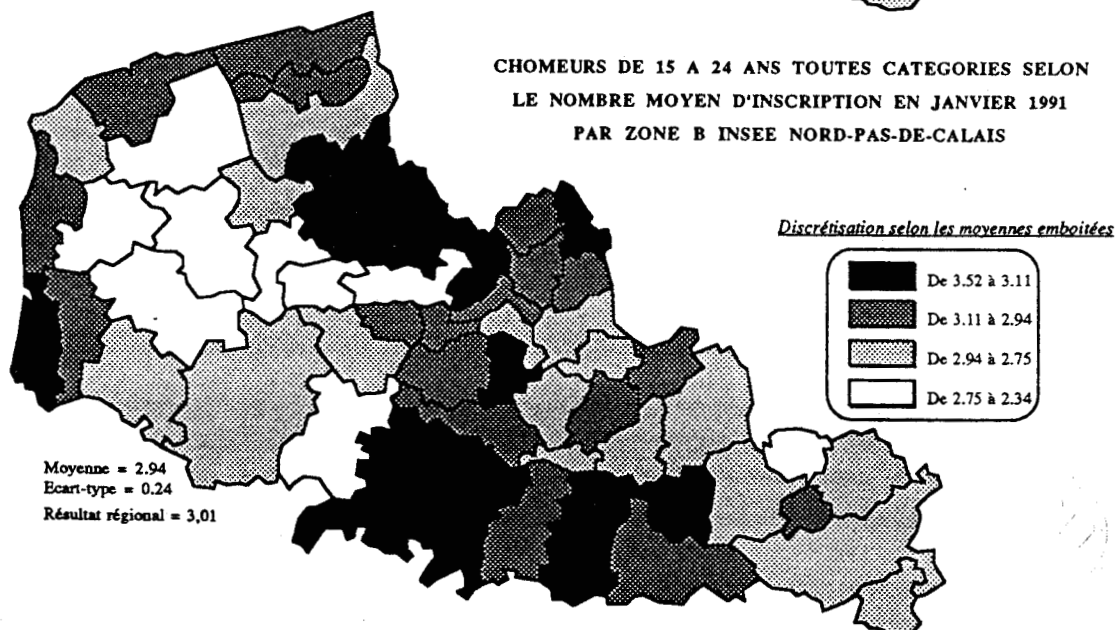 CHOMEURS DE 15 A 24 ANS TOUTES CATEGORIES SELON
LE NOMBRE MOYEN D'INSCRIPTION EN JANVIER 1991
PAR ZONE B INSEE NORD-PAS-DE-CALAIS
Discrétisation selon les moyennes emboitées
De 3.52 à 3.11
De 3.11 à 2.94
De 2.94 à 2.75
De 2.75 à 2.34
Moyenne = 2.94
Ecart-type = 0.24
Résultat régional = 3,01